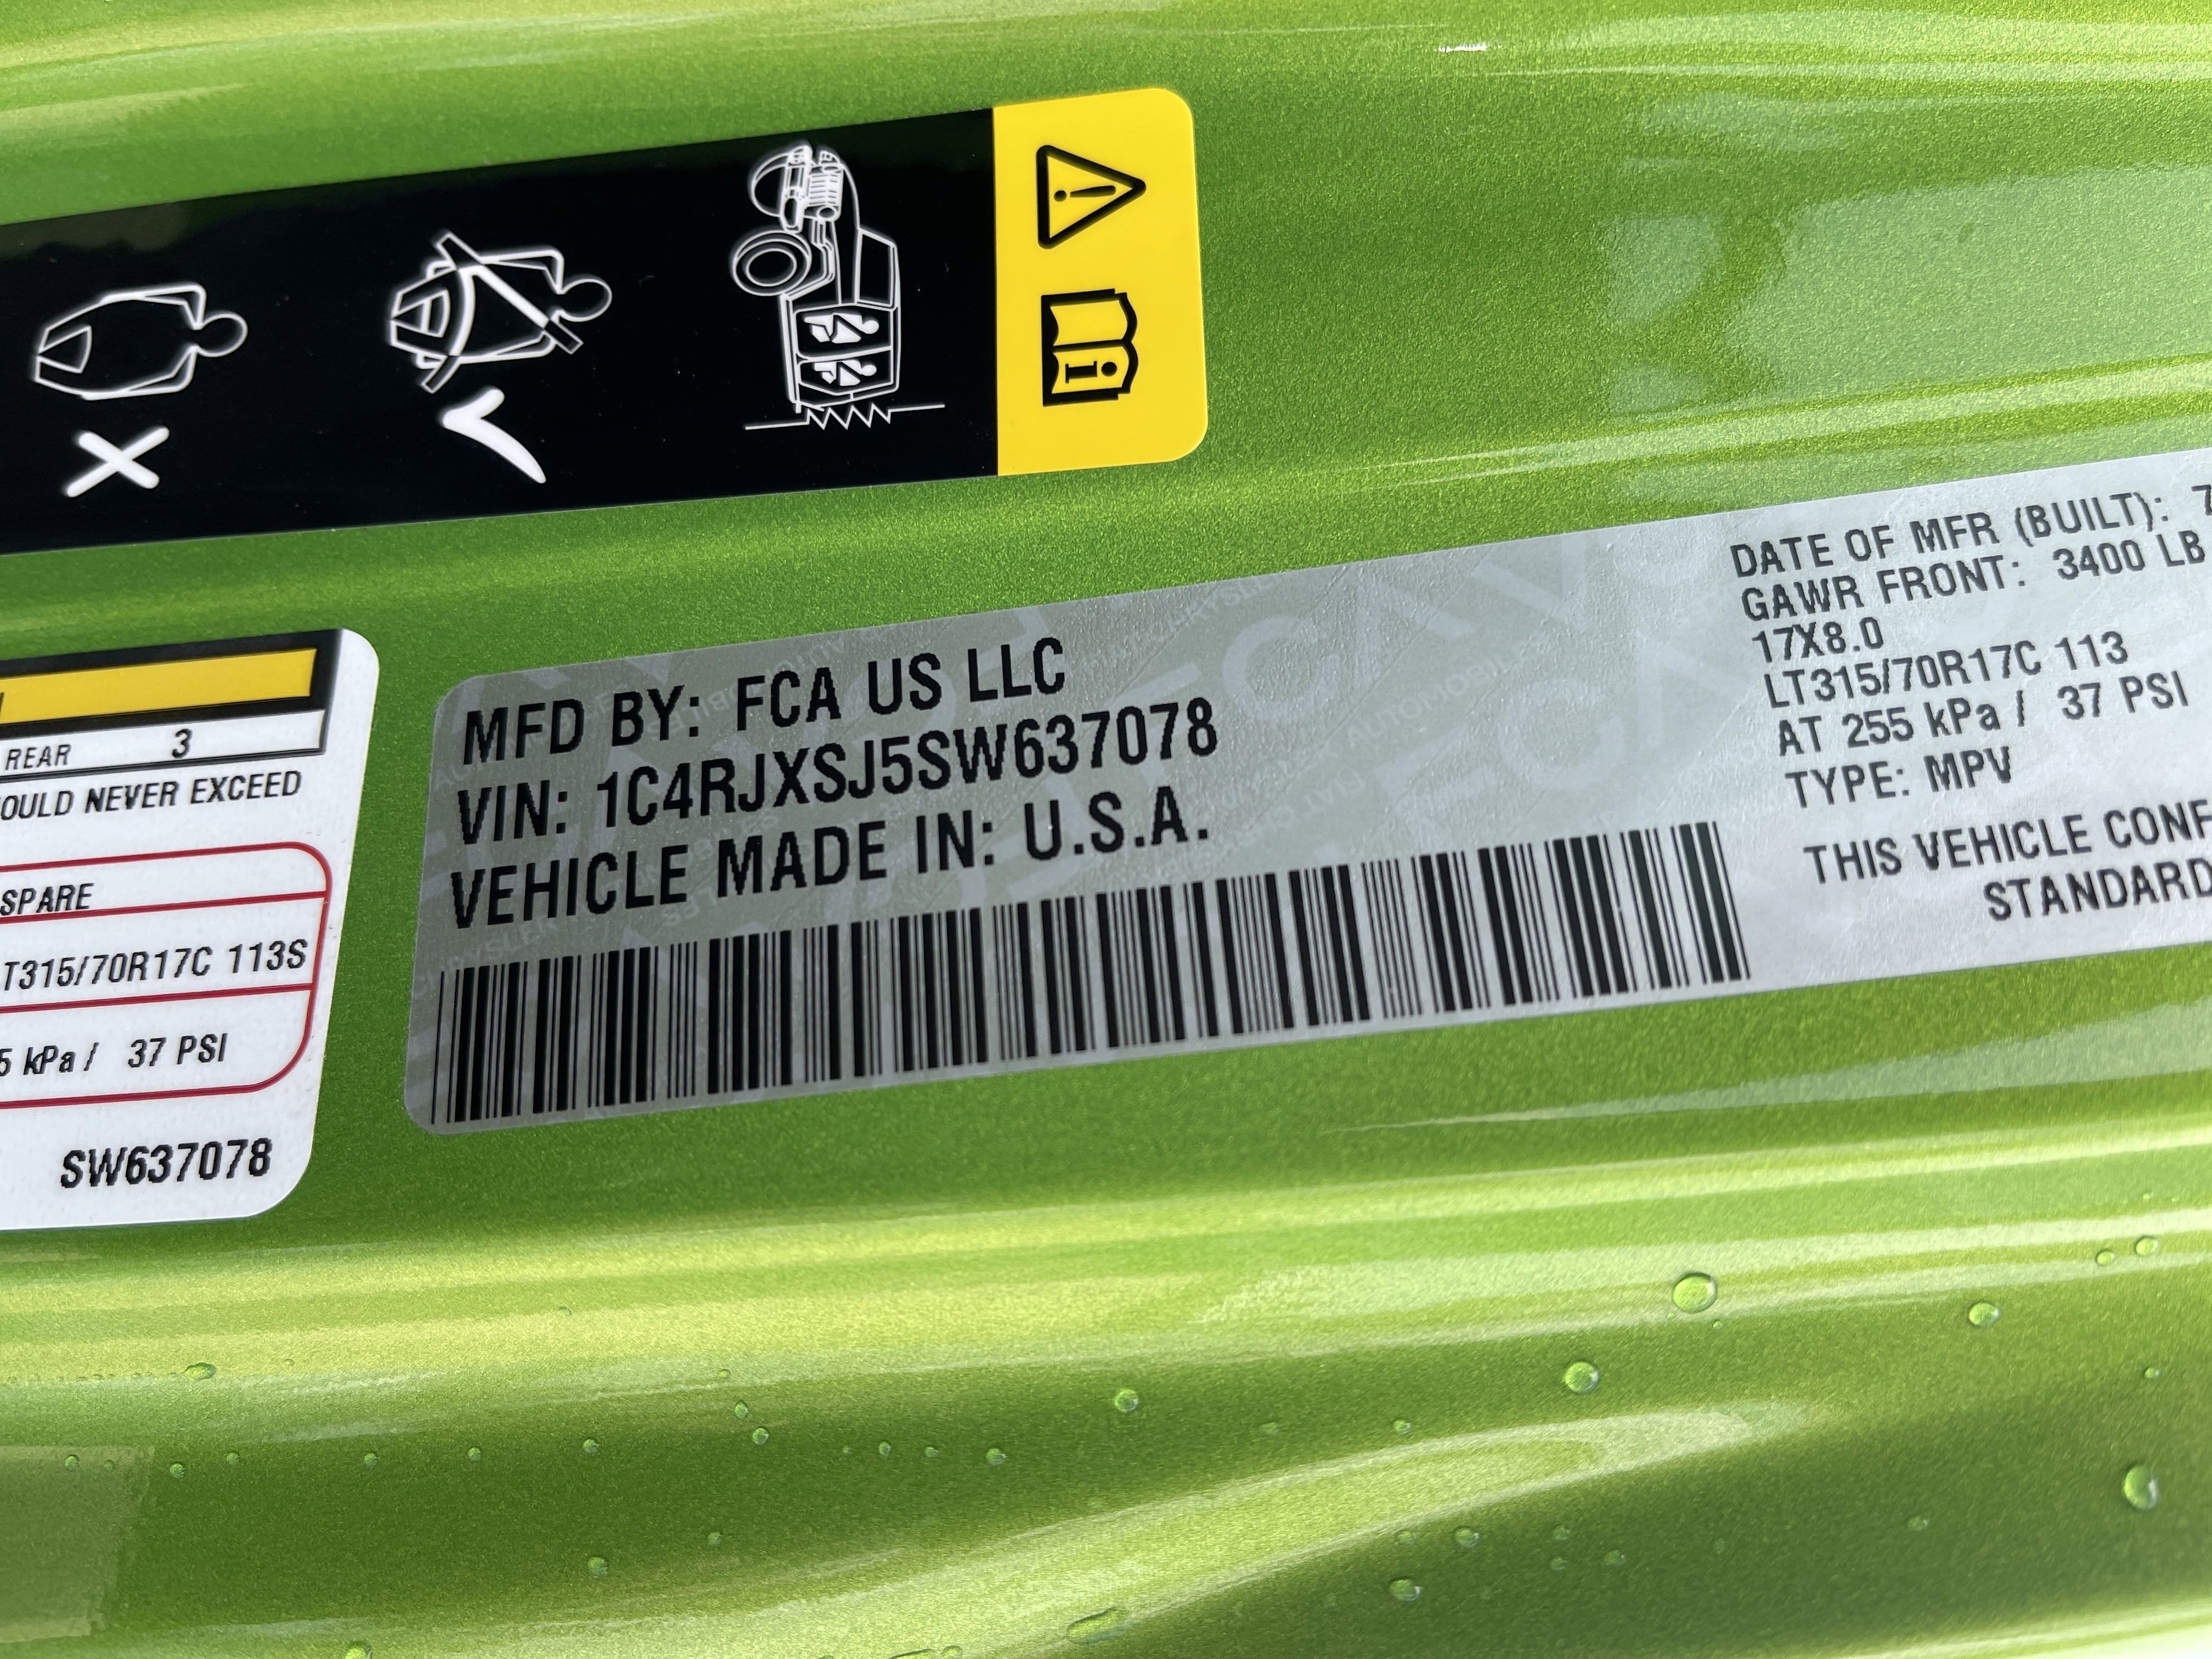 REAR 3
OULD NEVER EXCEED
SPARE
LT315/70R17C 113S
5 kPa / 37 PSI
SW637078
MFD BY: FCA US LLC
VIN: 1C4RJXSJ5SW637078
VEHICLE MADE IN: U.S.A.
DATE OF MFR (BUILT): 7
GAWR FRONT: 3400 LB
17X8.0
LT315/70R17C 113
AT 255 kPa / 37 PSI
TYPE: MPV
THIS VEHICLE CONF
STANDARD